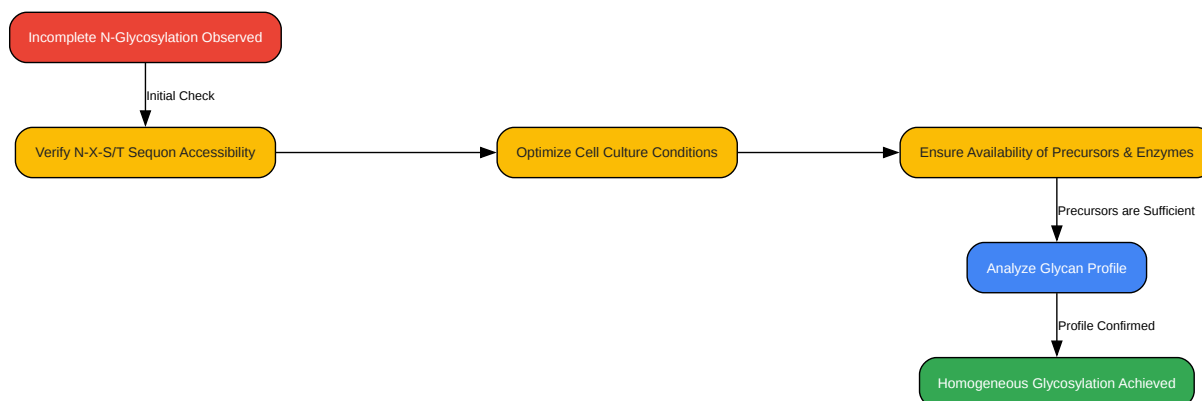 Incomplete N-Glycosylation Observed
Initial Check
Verify N-X-S/T Sequon Accessibility
Optimize Cell Culture Conditions
Ensure Availability of Precursors & Enzymes
Precursors are Sufficient
Analyze Glycan Profile
Profile Confirmed
Homogeneous Glycosylation Achieved